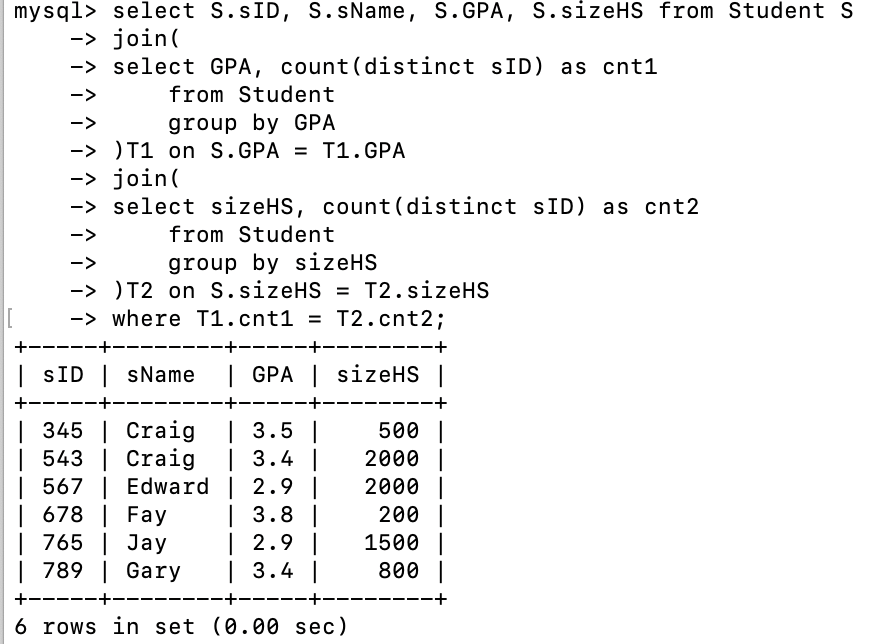 mysql> select S.sID, S.sName, S.GPA, S.sizeHS from Student S
    -> join(
    -> select GPA, count(distinct sID) as cnt1
    ->     from Student
    ->     group by GPA
    -> )T1 on S.GPA = T1.GPA
    -> join(
    -> select sizeHS, count(distinct sID) as cnt2
    ->     from Student
    ->     group by sizeHS
    -> )T2 on S.sizeHS = T2.sizeHS
[    -> where T1.cnt1 = T2.cnt2;
+-----+--------+-----+--------+
| sID | sName  | GPA | sizeHS |
+-----+--------+-----+--------+
| 345 | Craig  | 3.5 |    500 |
| 543 | Craig  | 3.4 |   2000 |
| 567 | Edward | 2.9 |   2000 |
| 678 | Fay    | 3.8 |    200 |
| 765 | Jay    | 2.9 |   1500 |
| 789 | Gary   | 3.4 |    800 |
+-----+--------+-----+--------+
6 rows in set (0.00 sec)